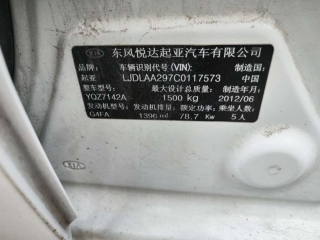 KIA 东风悦达起亚汽车有限公司
品牌: 车辆识别代号(VIN): 制造国:
起亚 LJDLAA297C0117573 中国
整车型号: 最大设计总质量 制造年月:
YQZ7142A 1500 kg 2012/06
发动机型号: 发动机排量: 额定功率: 乘坐人数:
G4FA 1396 ml 78.7 Kw 5人
KIA